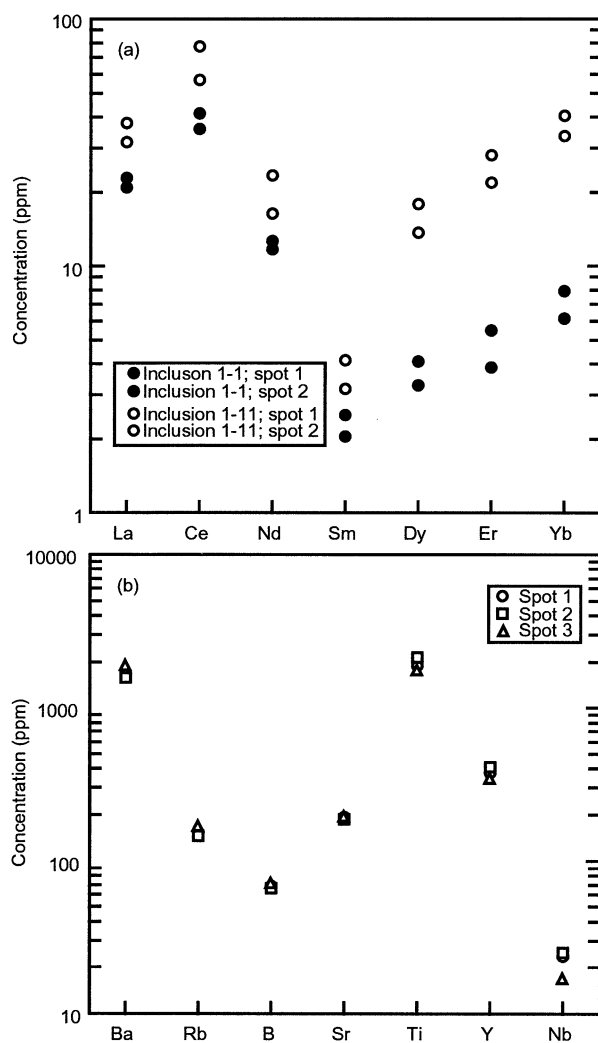 100
(a)
Concentration (ppm)
10
Incluson 1-1; spot 1
Inclusion 1-1; spot 2
Inclusion 1-11; spot 1
Inclusion 1-11; spot 2
1
La Ce Nd Sm Dy Er Yb
10000
(b)
Spot 1
Spot 2
Spot 3
Concentration (ppm)
1000
100
10
Ba Rb B Sr Ti Y Nb